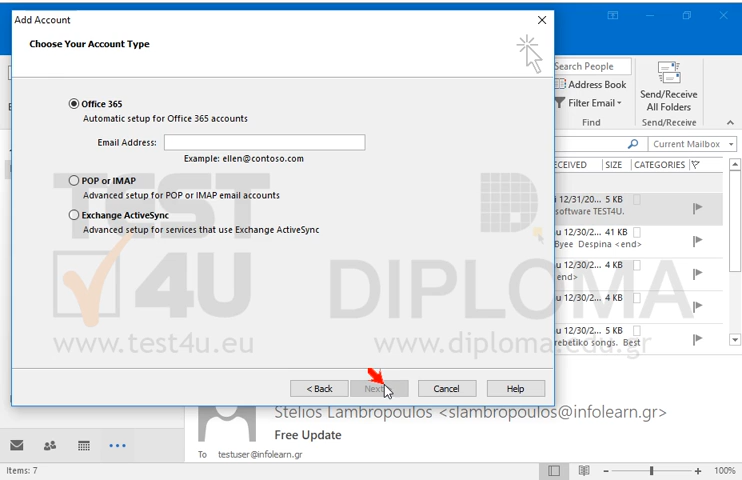 Add Account
Choose Your Account Type
Office 365
Automatic setup for Office 365 accounts
Email Address:
Example: ellen@contoso.com
POP or IMAP
Advanced setup for POP or IMAP email accounts
Exchange ActiveSync
Advanced setup for services that use Exchange ActiveSync
TEST
4U
DIPLOMA
www.test4u.eu
www.diploma.edu.gr
< Back
Next
Cancel
Help
Search People
Address Book
Filter Email
Find
Send/Receive
All Folders
Send/Receive
Current Mailbox
SIZE
CATEGORIES
12/31/20... 5 KB
software TEST4U.
12/30/2... 41 KB
Byee Despina <end>
12/30/2... 4 KB
end>
12/30/2... 4 KB
12/30/2... 5 KB
songs. Best
Stelios Lambropoulos <slambropoulos@infolearn.gr>
Free Update
To testuser@infolearn.gr
Items: 7
100%